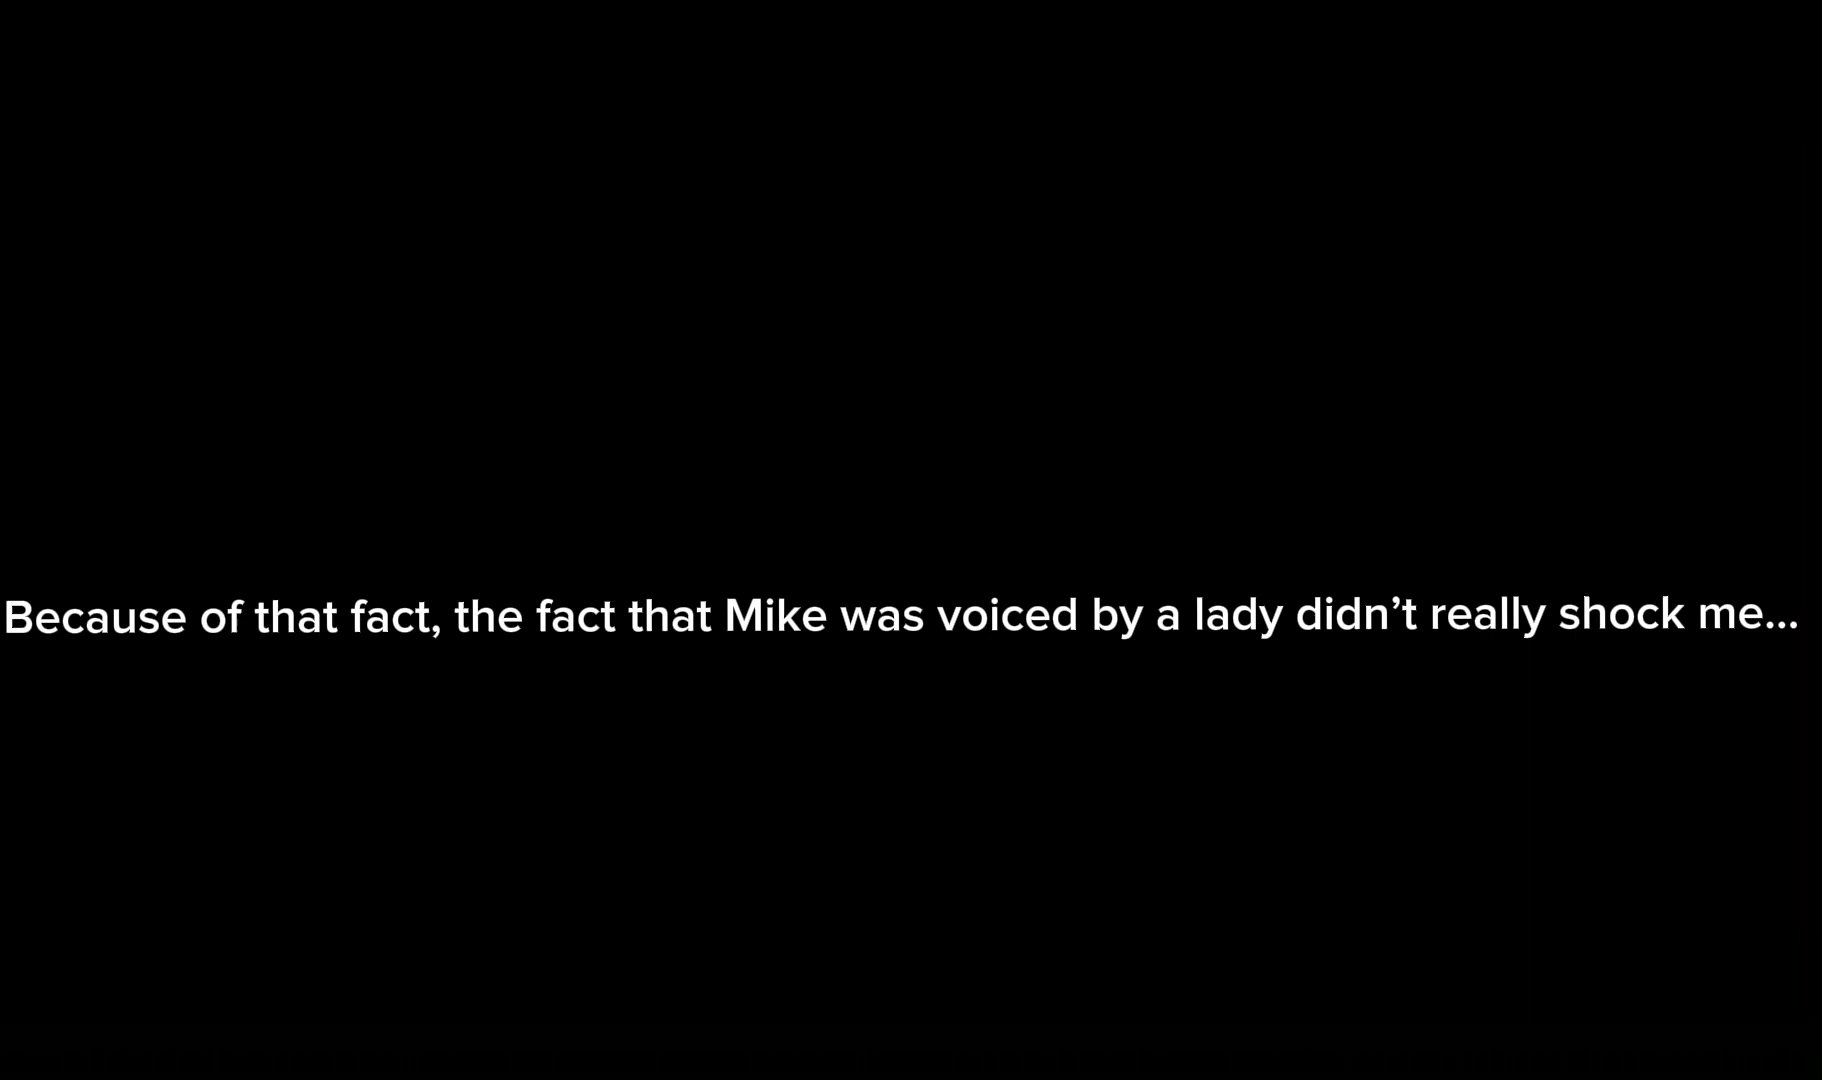 Because of that fact, the fact that Mike was voiced by a lady didn’t really shock me...